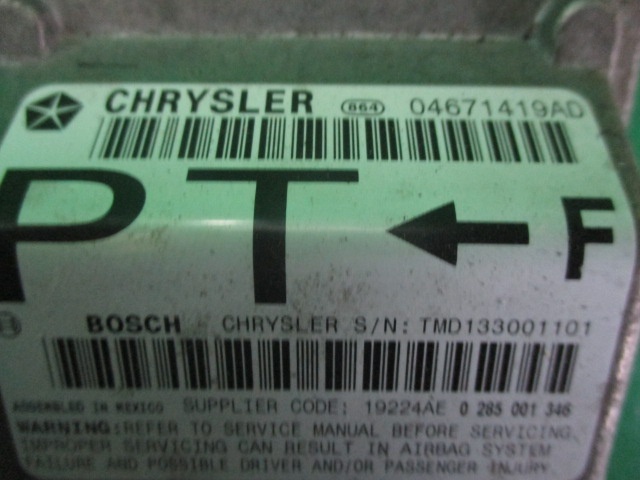 CHRYSLER 864 04671419AD
PT ← F
BOSCH CHRYSLER S/N: TMD133001101
ASSEMBLED IN MEXICO SUPPLIER CODE: 19224AE 0 285 001 346
WARNING: REFER TO SERVICE MANUAL BEFORE SERVICING.
IMPROPER SERVICING CAN RESULT IN AIRBAG SYSTEM
FAILURE AND POSSIBLE DRIVER AND/OR PASSENGER INJURY.